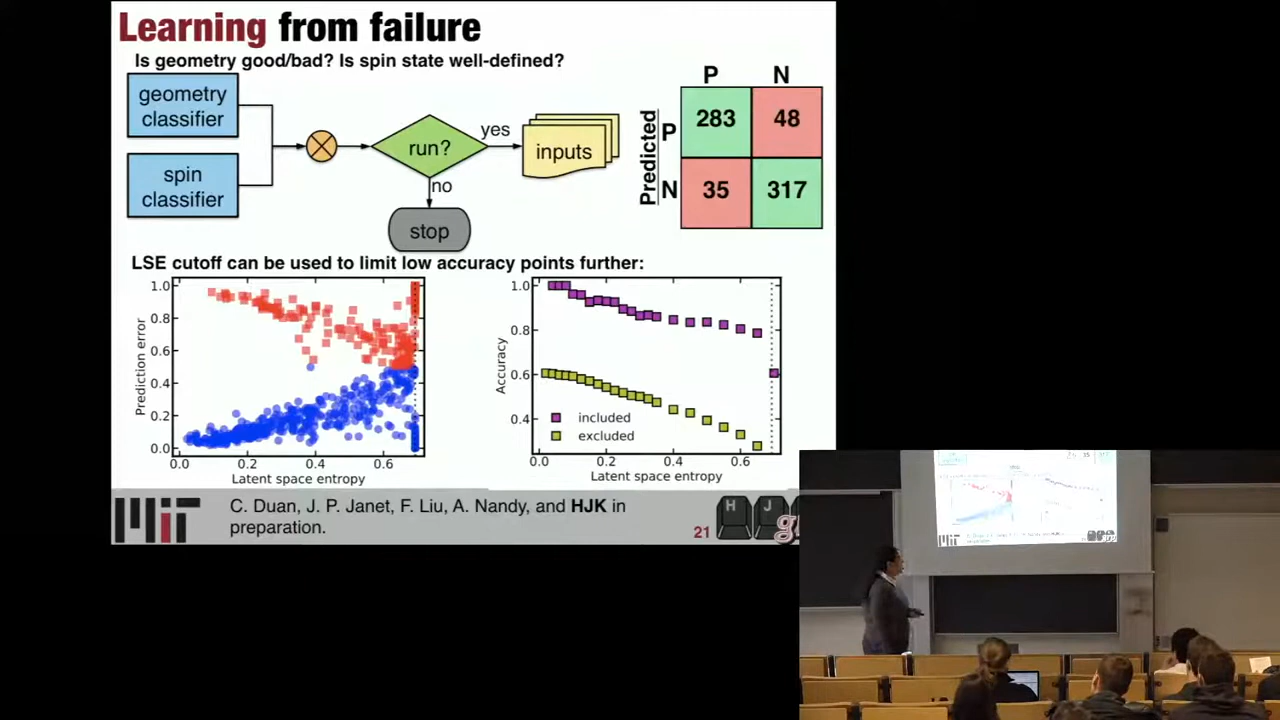 Learning from failure
Is geometry good/bad? Is spin state well-defined?
geometry
classifier
spin
classifier
run?
yes
no
stop
inputs
P N
Predicted
P 283 48
N 35 317
LSE cutoff can be used to limit low accuracy points further:
Prediction error
1.0
0.8
0.6
0.4
0.2
0.0
0.0 0.2 0.4 0.6
Latent space entropy
Accuracy
1.0
0.8
0.6
0.4
included
excluded
0.0 0.2 0.4 0.6
Latent space entropy
MIT
C. Duan, J. P. Janet, F. Liu, A. Nandy, and HJK in
preparation.
21
H J